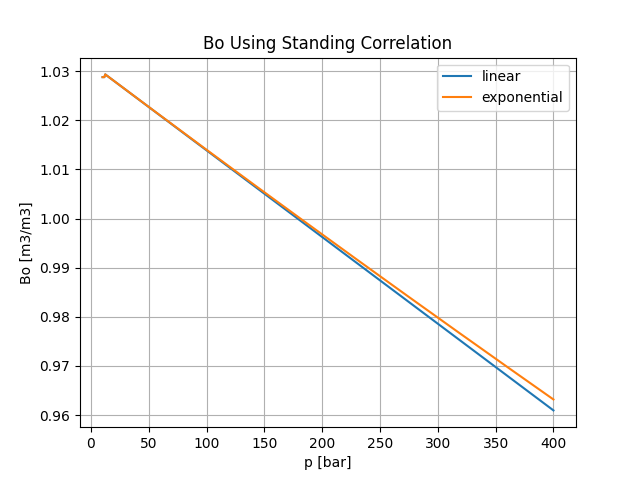 Bo Using Standing Correlation
linear
exponential
1.03
1.02
1.01
1.00
0.99
0.98
0.97
0.96
Bo [m3/m3]
0 50 100 150 200 250 300 350 400
p [bar]